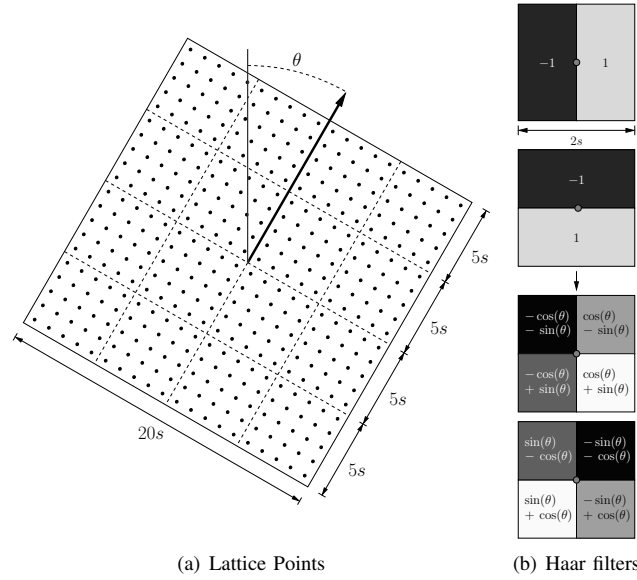 θ
5s
5s
5s
5s
20s
(a) Lattice Points
−1
1
2s
−1
1
− cos(θ)
− sin(θ)
cos(θ)
− sin(θ)
− cos(θ)
+ sin(θ)
cos(θ)
+ sin(θ)
sin(θ)
− cos(θ)
− sin(θ)
− cos(θ)
sin(θ)
+ cos(θ)
− sin(θ)
+ cos(θ)
(b) Haar filters